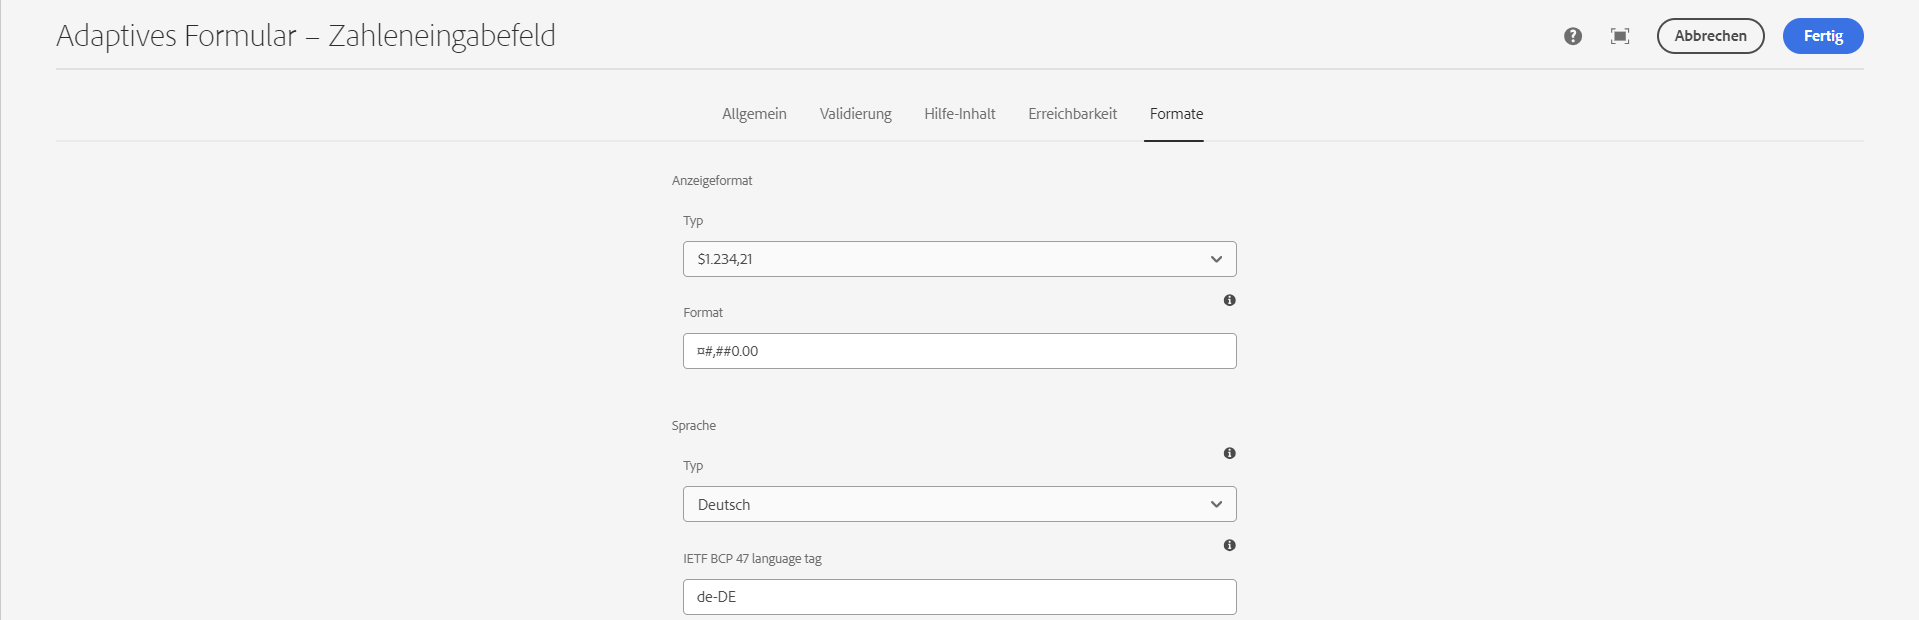 Adaptives Formular – Zahleneingabefeld
Abbrechen
Fertig
Allgemein
Validierung
Hilfe-Inhalt
Erreichbarkeit
Formate
Anzeigeformat
Typ
$1.234,21
Format
¤#,##0.00
Sprache
Typ
Deutsch
IETF BCP 47 language tag
de-DE